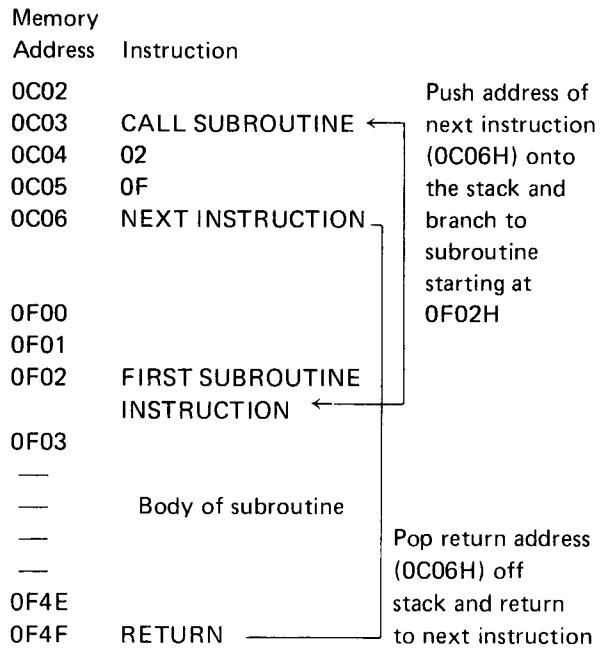 Memory
Address Instruction
0C02
0C03 CALL SUBROUTINE
0C04 02
0C05 0F
0C06 NEXT INSTRUCTION
Push address of
next instruction
(0C06H) onto
the stack and
branch to
subroutine
starting at
0F02H
0F00
0F01
0F02 FIRST SUBROUTINE
INSTRUCTION
0F03
—
— Body of subroutine
—
—
0F4E
0F4F RETURN
Pop return address
(0C06H) off
stack and return
to next instruction